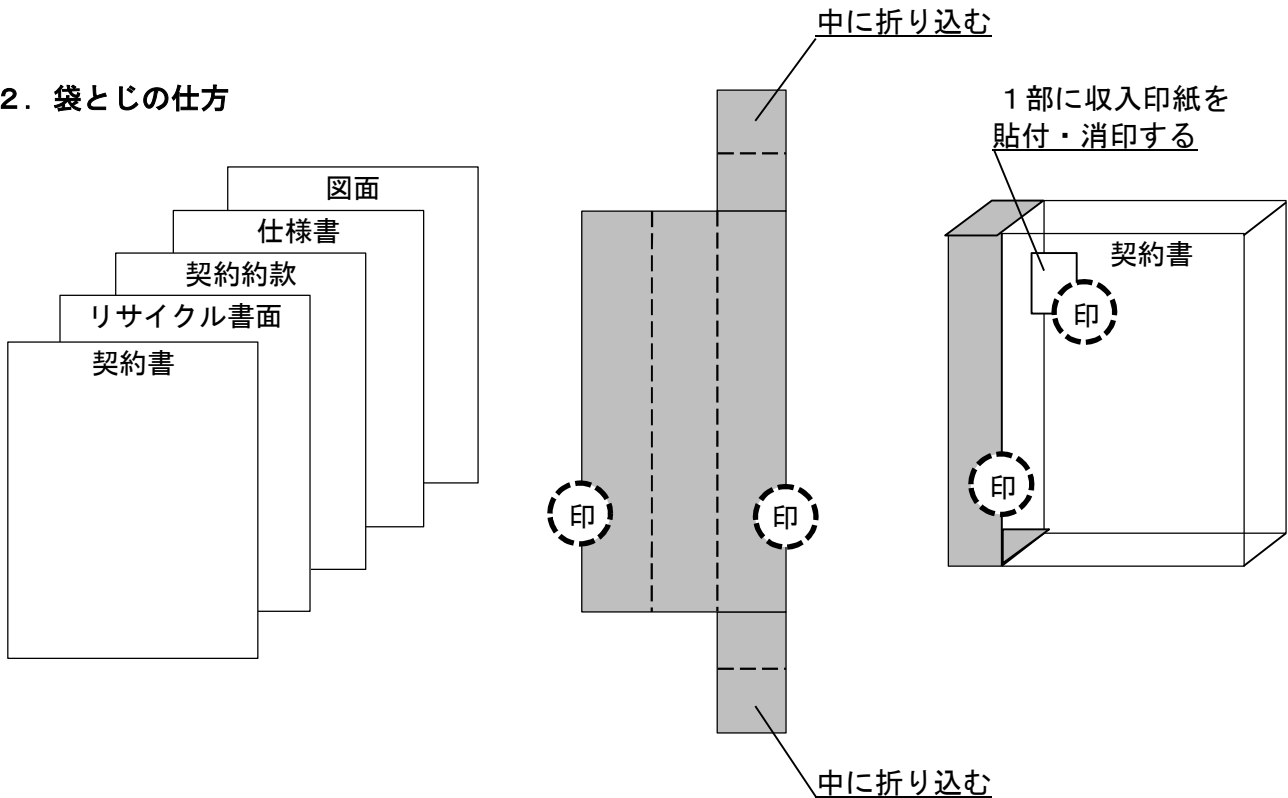 中に折り込む
2．袋とじの仕方
１部に収入印紙を
貼付・消印する
図面
仕様書
契約約款
リサイクル書面
契約書
契約書
印
印
印
印
中に折り込む